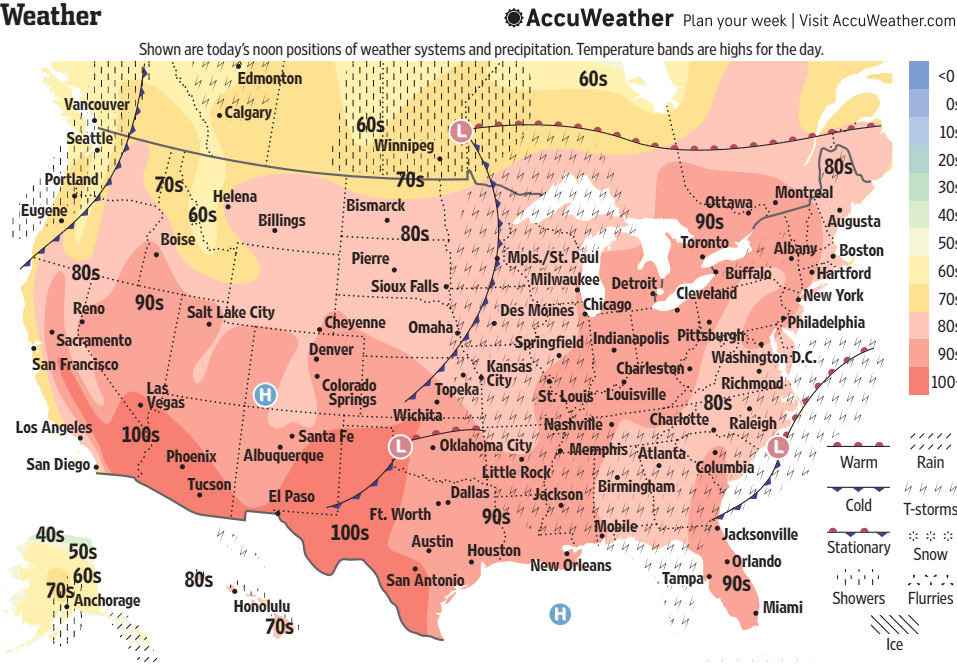 Weather
AccuWeather Plan your week | Visit AccuWeather.com
Shown are today's noon positions of weather systems and precipitation. Temperature bands are highs for the day.
<0
0s
10s
20s
30s
40s
50s
60s
70s
80s
90s
100+
Edmonton
60s
Vancouver
Calgary
Seattle
60s
L
Winnipeg
Portland
70s
70s
80s
Eugene
60s
Helena
Billings
Bismarck
Ottawa
Montreal
90s
Augusta
Boise
80s
Toronto
Albany
Boston
Pierre
Mpls./St. Paul
80s
Milwaukee
Detroit
Buffalo
Hartford
Sioux Falls
90s
Chicago
Cleveland
New York
Reno
Salt Lake City
Cheyenne
Omaha
Des Moines
Philadelphia
Sacramento
Springfield
Indianapolis
Pittsburgh
San Francisco
Denver
Washington D.C.
Kansas
City
Charleston
Colorado
Springs
Topeka
Richmond
Las
Vegas
H
St. Louis
Louisville
80s
Wichita
Los Angeles
100s
Santa Fe
Nashville
Charlotte
Raleigh
L
Oklahoma City
Memphis
Atlanta
L
Phoenix
Albuquerque
San Diego
Little Rock
Columbia
Tucson
Birmingham
El Paso
Dallas
Jackson
Ft. Worth
90s
Mobile
100s
Jacksonville
Austin
Houston
New Orleans
Orlando
San Antonio
Tampa
90s
Miami
H
40s
50s
60s
70s
Anchorage
80s
Honolulu
70s
Warm
Rain
Cold
T-storms
Stationary
Snow
Showers
Flurries
Ice